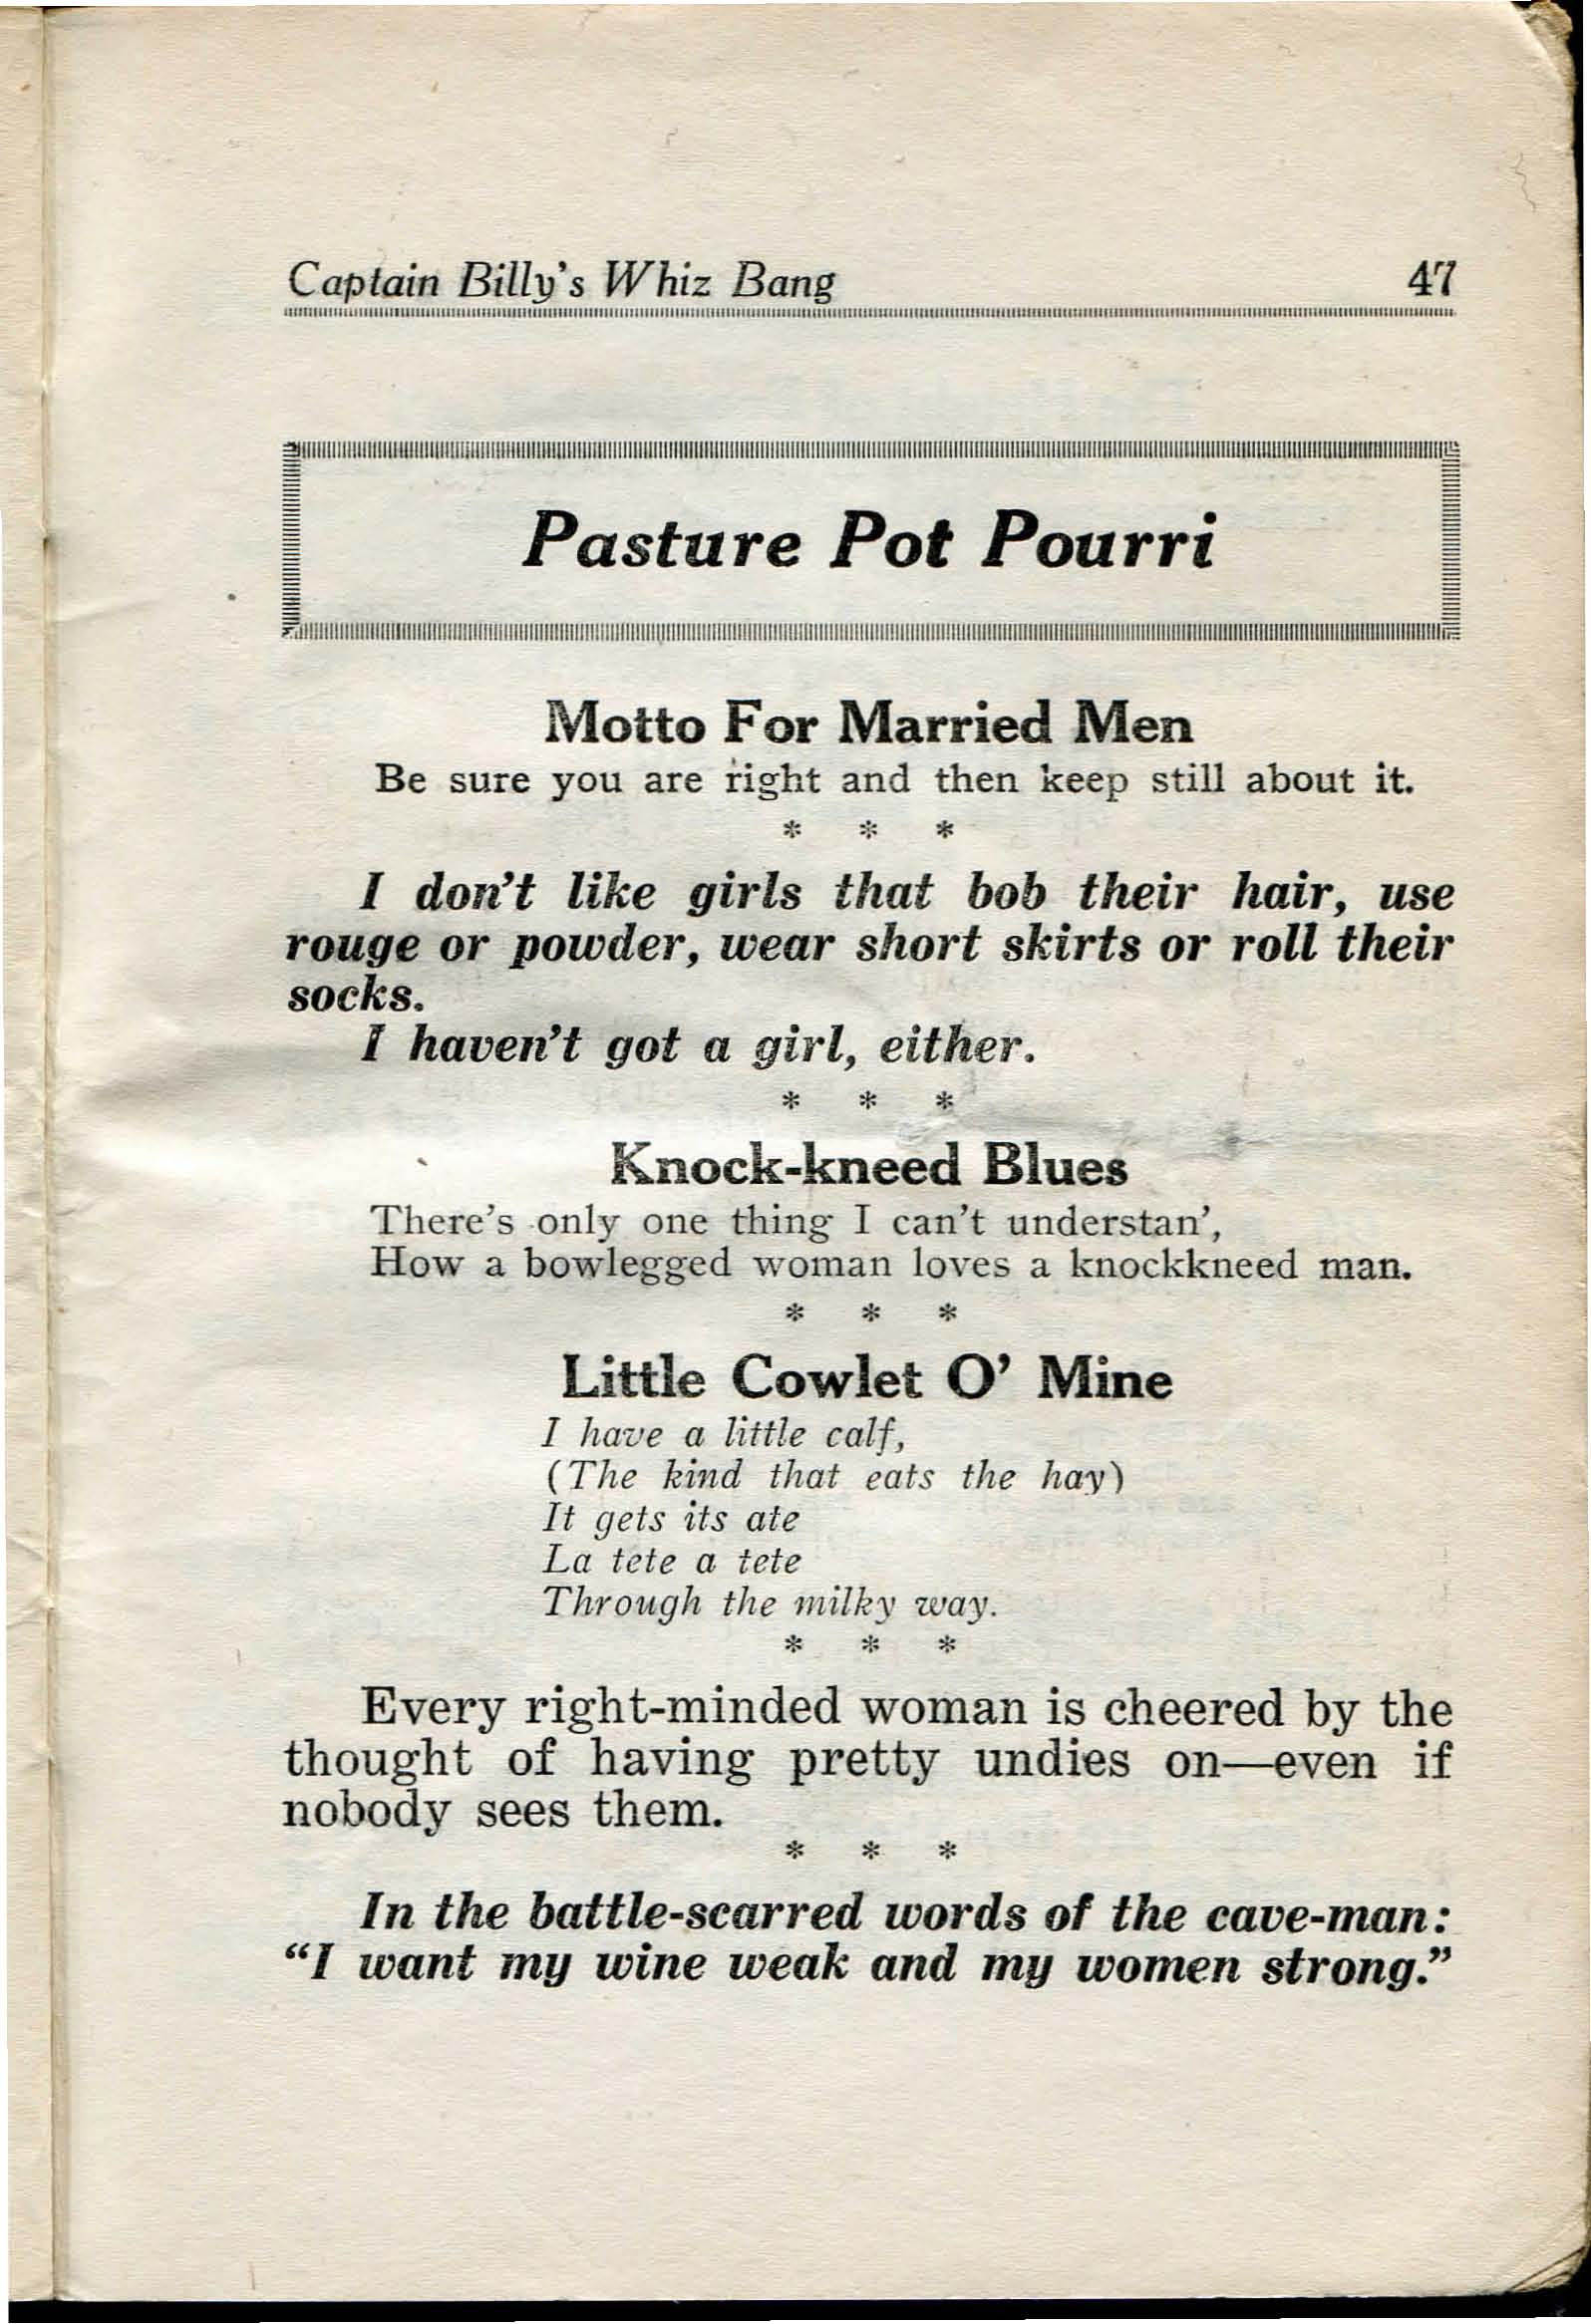 Captain Billy's Whiz Bang 47
Pasture Pot Pourri
Motto For Married Men
Be sure you are right and then keep still about it.
* * *
I don't like girls that bob their hair, use
rouge or powder, wear short skirts or roll their
socks.
I haven't got a girl, either.
* * *
Knock-kneed Blues
There's only one thing I can't understan',
How a bowlegged woman loves a knockkneed man.
* * *
Little Cowlet O' Mine
I have a little calf,
(The kind that eats the hay)
It gets its ate
La tete a tete
Through the milky way.
* * *
Every right-minded woman is cheered by the
thought of having pretty undies on—even if
nobody sees them.
* * *
In the battle-scarred words of the cave-man:
“I want my wine weak and my women strong.”